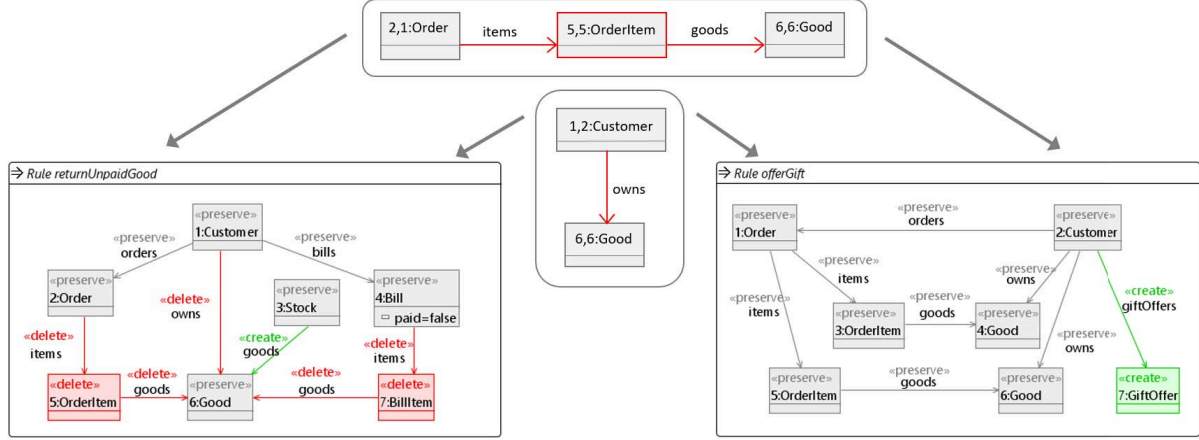 2,1:Order
items
5,5:OrderItem
goods
6,6:Good
1,2:Customer
owns
6,6:Good
Rule returnUnpaidGood
«preserve»
1:Customer
«preserve»
orders
«preserve»
bills
«preserve»
2:Order
«delete»
owns
«preserve»
3:Stock
«preserve»
4:Bill
paid=false
«delete»
items
«create»
goods
«delete»
items
«delete»
5:OrderItem
«delete»
goods
«preserve»
6:Good
«delete»
goods
«delete»
7:BillItem
Rule offerGift
«preserve»
1:Order
«preserve»
orders
«preserve»
2:Customer
«preserve»
items
«preserve»
owns
«create»
giftOffers
«preserve»
items
«preserve»
3:OrderItem
«preserve»
goods
«preserve»
4:Good
«preserve»
owns
«preserve»
5:OrderItem
«preserve»
goods
«preserve»
6:Good
«create»
7:GiftOffer